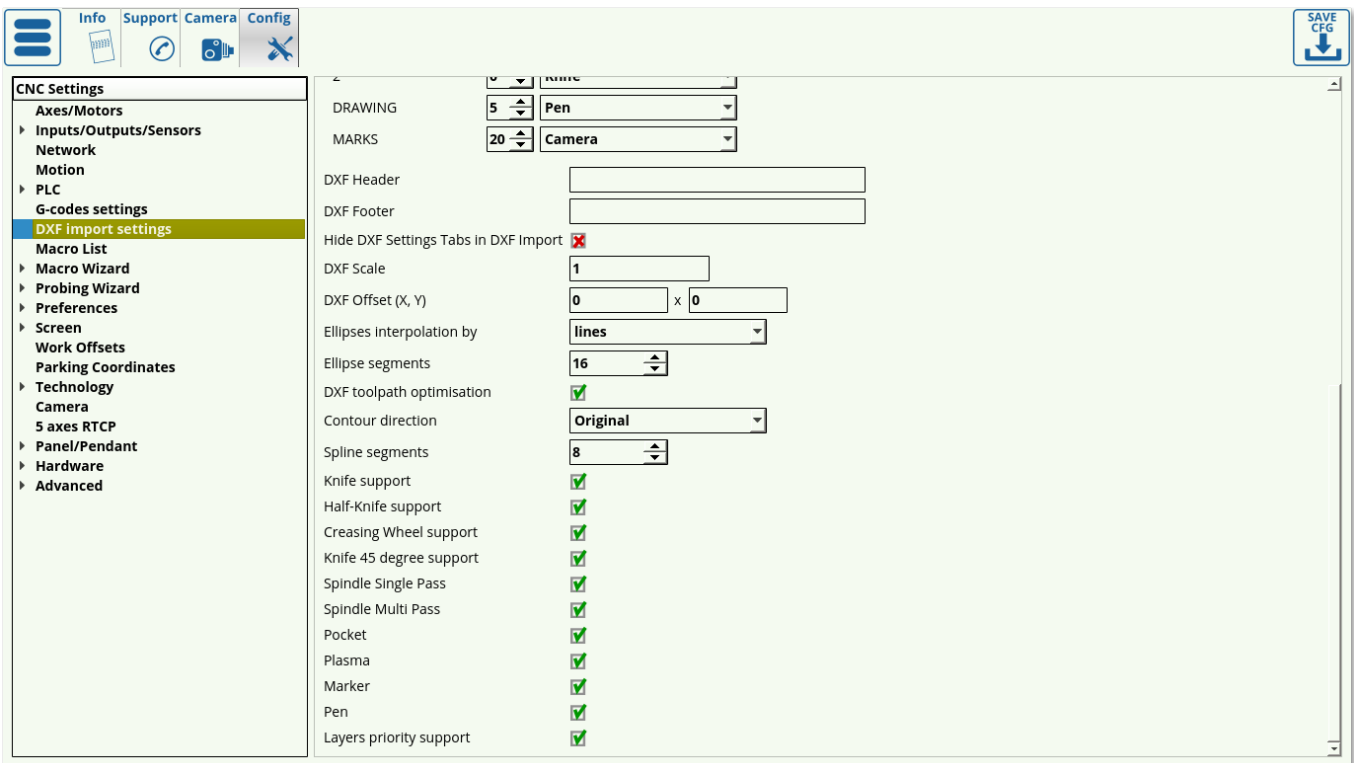 Info Support Camera Config
SAVE
CFG
CNC Settings
Axes/Motors
Inputs/Outputs/Sensors
Network
Motion
PLC
G-codes settings
DXF import settings
Macro List
Macro Wizard
Probing Wizard
Preferences
Screen
Work Offsets
Parking Coordinates
Technology
Camera
5 axes RTCP
Panel/Pendant
Hardware
Advanced
DRAWING 5 Pen
MARKS 20 Camera
DXF Header
DXF Footer
Hide DXF Settings Tabs in DXF Import
DXF Scale 1
DXF Offset (X, Y) 0 x 0
Ellipses interpolation by lines
Ellipse segments 16
DXF toolpath optimisation
Contour direction Original
Spline segments 8
Knife support
Half-Knife support
Creasing Wheel support
Knife 45 degree support
Spindle Single Pass
Spindle Multi Pass
Pocket
Plasma
Marker
Pen
Layers priority support